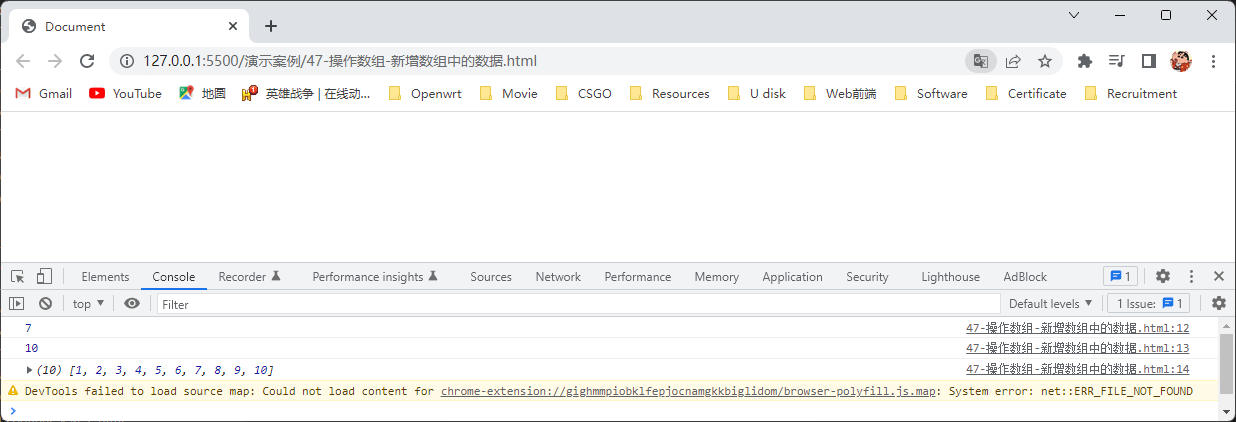 Document
127.0.0.1:5500/演示案例/47-操作数组-新增数组中的数据.html
Gmail YouTube 地图 英雄战争 | 在线动... Openwrt Movie CSGO Resources U disk Web前端 Software Certificate Recruitment
Elements Console Recorder Performance insights Sources Network Performance Memory Application Security Lighthouse AdBlock 1
top Filter Default levels 1 Issue: 1
7 47-操作数组-新增数组中的数据.html:12
10 47-操作数组-新增数组中的数据.html:13
(10) [1, 2, 3, 4, 5, 6, 7, 8, 9, 10] 47-操作数组-新增数组中的数据.html:14
DevTools failed to load source map: Could not load content for chrome-extension://gighmmpiobklfepjocnamgkkbiglidom/browser-polyfill.js.map: System error: net::ERR_FILE_NOT_FOUND